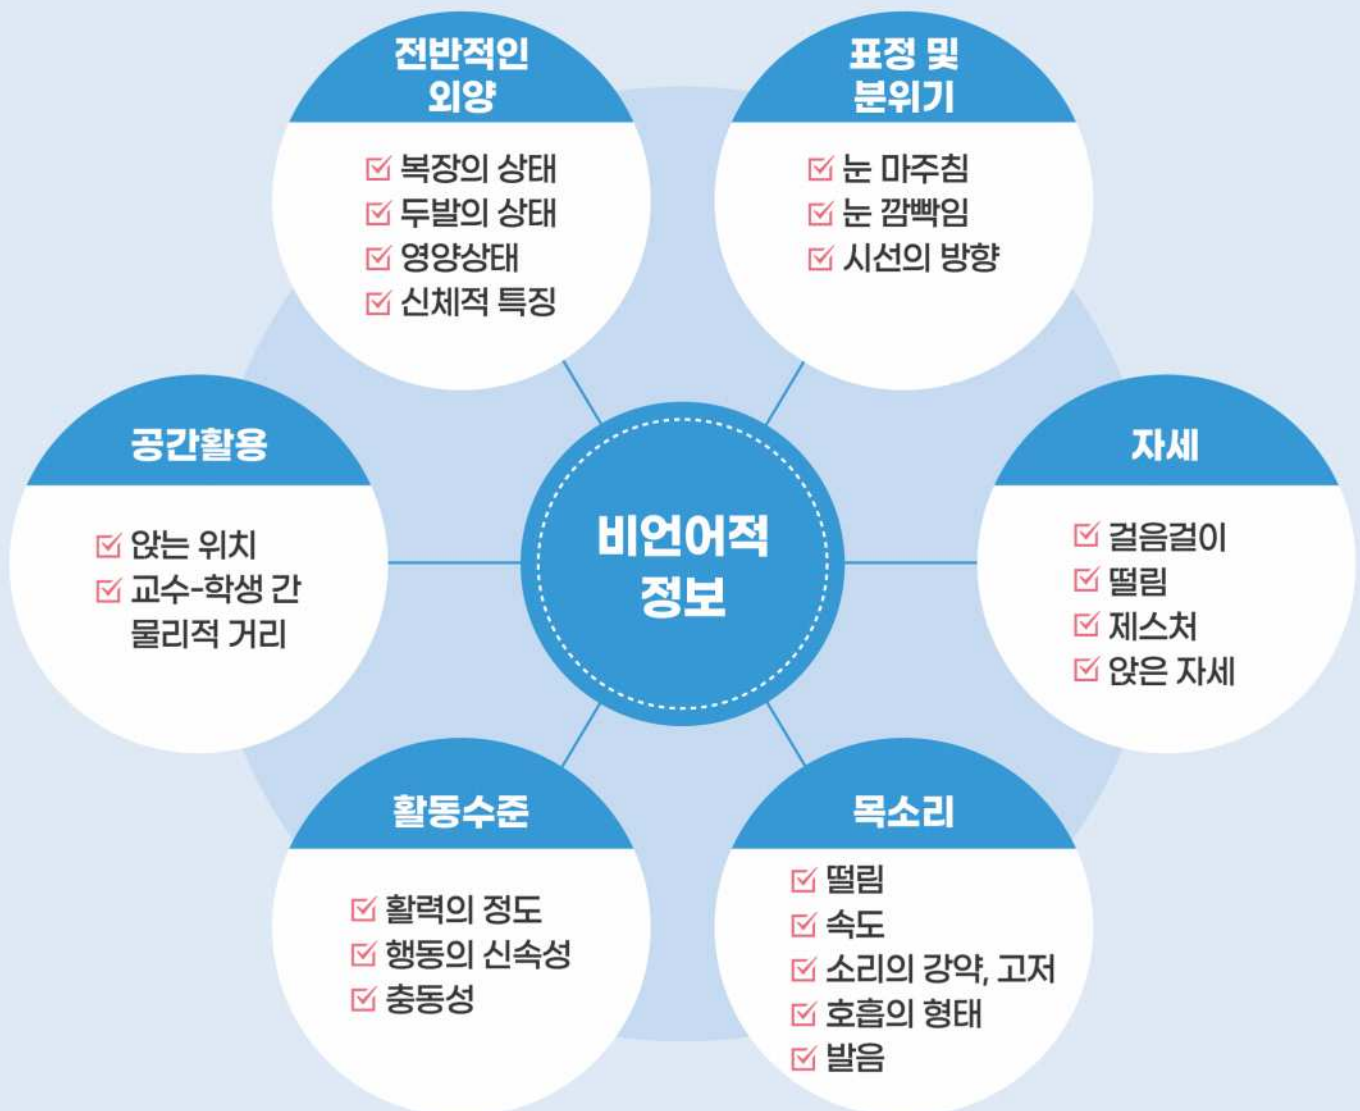 전반적인
외양
복장의 상태
두발의 상태
영양상태
신체적 특징
표정 및
분위기
눈 마주침
눈 깜빡임
시선의 방향
공간활용
앉는 위치
교수-학생 간
물리적 거리
비언어적
정보
자세
걸음걸이
떨림
제스처
앉은 자세
활동수준
활력의 정도
행동의 신속성
충동성
목소리
떨림
속도
소리의 강약, 고저
호흡의 형태
발음